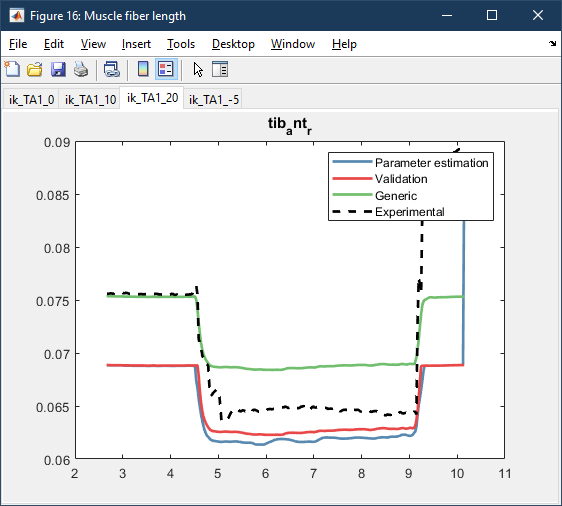 Figure 16: Muscle fiber length
File Edit View Insert Tools Desktop Window Help
ik_TA1_0 ik_TA1_10 ik_TA1_20 ik_TA1_-5
tib_ant_r
0.09
0.085
0.08
0.075
0.07
0.065
0.06
2 3 4 5 6 7 8 9 10 11
Parameter estimation
Validation
Generic
Experimental